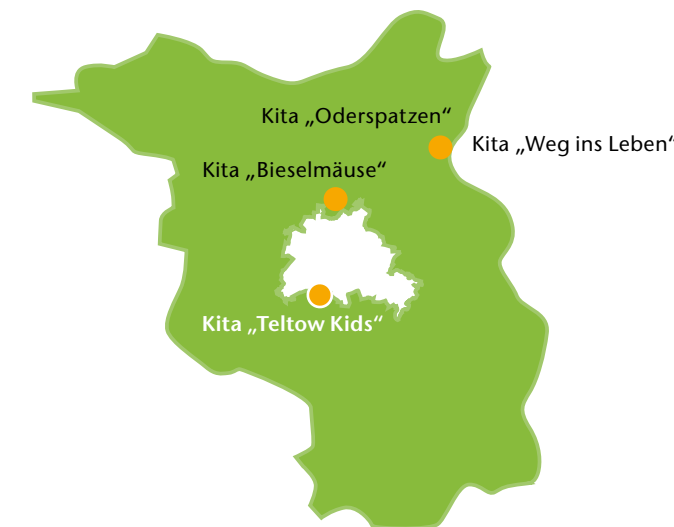 Kita „Oderspatzen“
Kita „Weg ins Leben“
Kita „Bieselmäuse“
Kita „Teltow Kids“